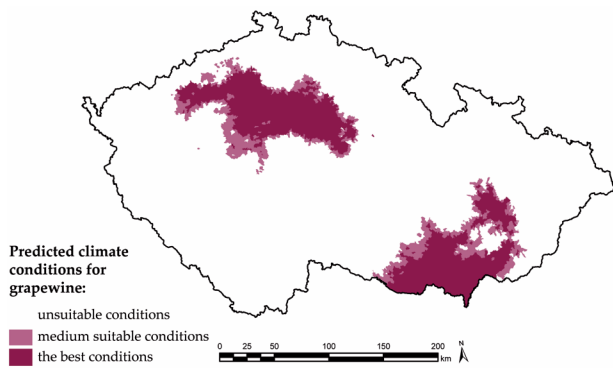 Predicted climate
conditions for
grapewine:
unsuitable conditions
medium suitable conditions
the best conditions
0 25 50 100 150 200
km
N